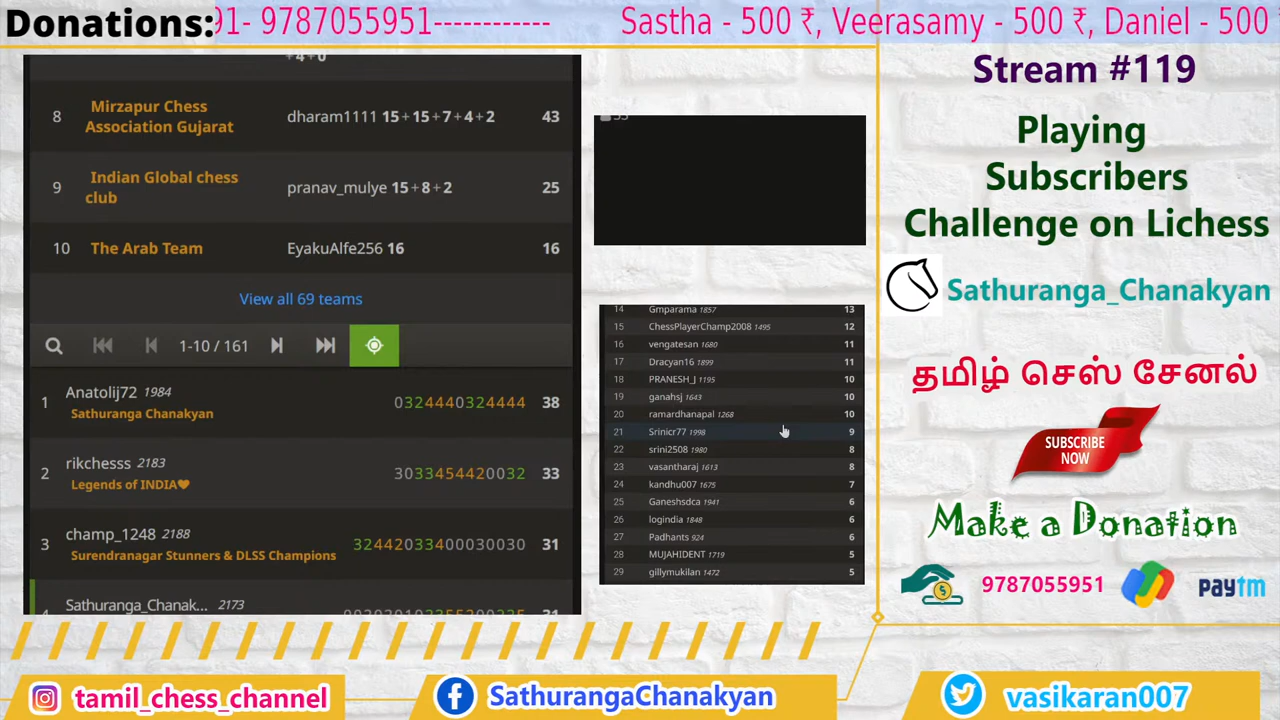 Donations:
91- 9787055951------------ Sastha - 500 ₹, Veerasamy - 500 ₹, Daniel - 500
+4+0
8 Mirzapur Chess Association Gujarat dharam1111 15+15+7+4+2 43
9 Indian Global chess club pranav_mulye 15+8+2 25
10 The Arab Team EyakuAlfe256 16 16
View all 69 teams
1-10 / 161
1 Anatolij72 1984 0324440324444 38
Sathuranga Chanakyan
2 rikchesss 2183 3033454420032 33
Legends of INDIA❤
3 champ_1248 2188 32442033400030030 31
Surendranagar Stunners & DLSS Champions
Sathuranga_Chanak... 2173
14 Gmparama 1857 13
15 ChessPlayerChamp2008 1495 12
16 vengatesan 1680 11
17 Dracyan16 1899 11
18 PRANESH_J 1195 10
19 ganahsj 1643 10
20 ramardhanapal 1268 10
21 Srinicr77 1998 9
22 srini2508 1980 8
23 vasantharaj 1613 8
24 kandhu007 1675 7
25 Ganeshsdca 1941 6
26 logindia 1848 6
27 Padhants 924 6
28 MUJAHIDENT 1719 5
29 gillymukilan 1472 5
Stream #119
Playing
Subscribers
Challenge on Lichess
Sathuranga_Chanakyan
தமிழ் செஸ் சேனல்
SUBSCRIBE
NOW
Make a Donation
9787055951
paytm
tamil_chess_channel
SathurangaChanakyan
vasikaran007